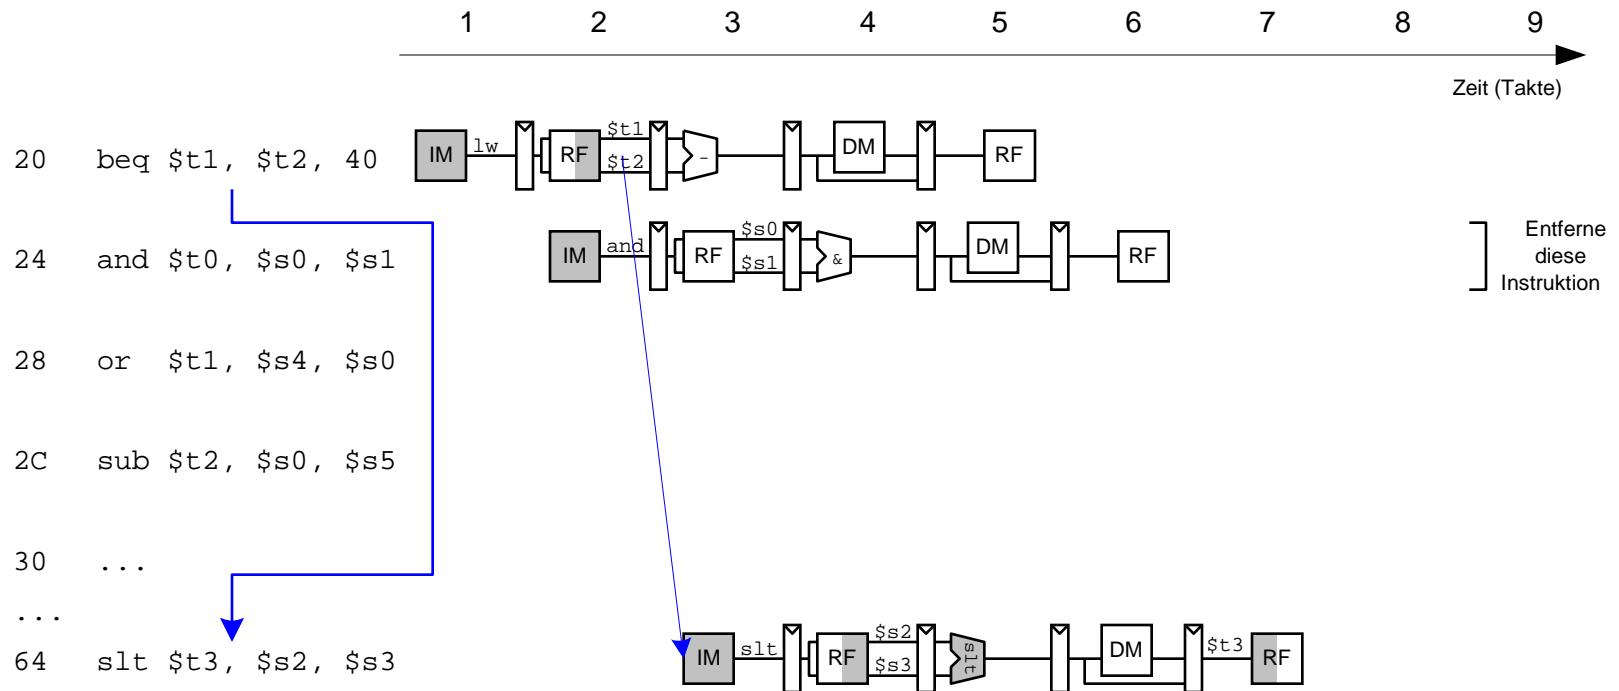 1 2 3 4 5 6 7 8 9
Zeit (Takte)
20 beq $t1, $t2, 40
IM lw RF $t1 $t2 - DM RF
24 and $t0, $s0, $s1
IM and RF $s0 $s1 & DM RF
Entferne
diese
Instruktion
28 or $t1, $s4, $s0
2C sub $t2, $s0, $s5
30 ...
...
64 slt $t3, $s2, $s3
IM slt RF $s2 $s3 slt DM $t3 RF